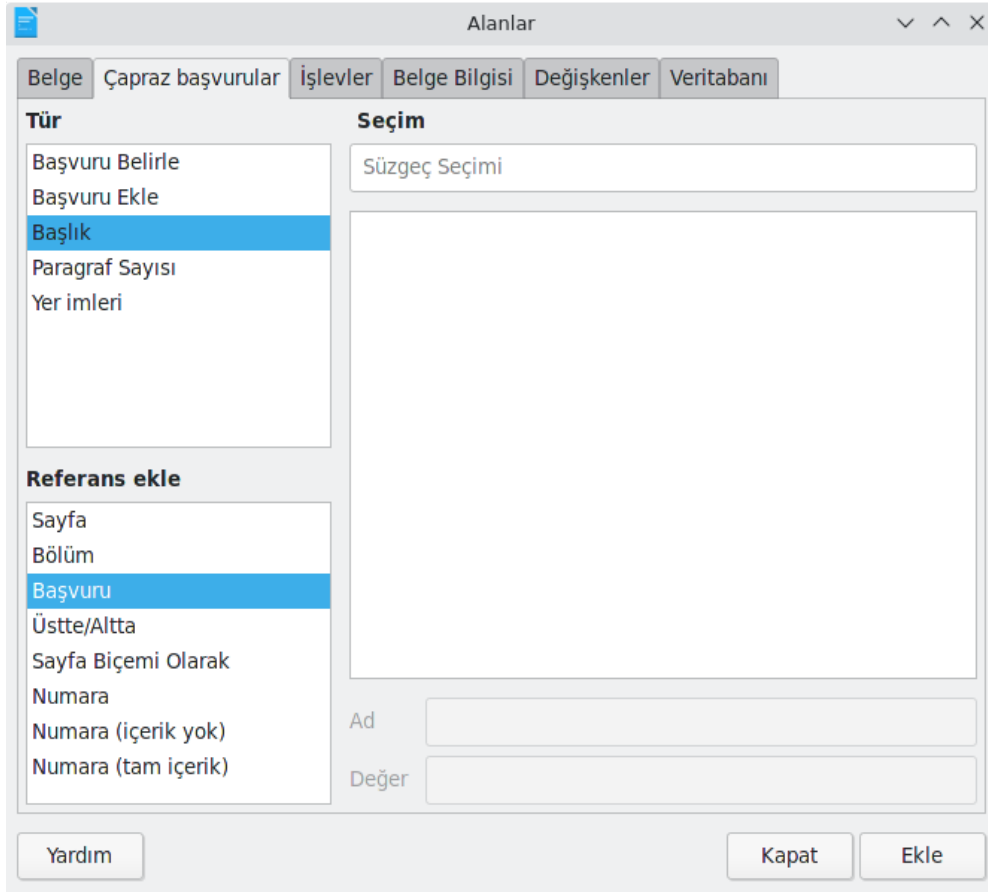 Alanlar
Belge
Çapraz başvurular
İşlevler
Belge Bilgisi
Değişkenler
Veritabanı
Tür
Başvuru Belirle
Başvuru Ekle
Başlık
Paragraf Sayısı
Yer imleri
Referans ekle
Sayfa
Bölüm
Başvuru
Üstte/Altta
Sayfa Biçemi Olarak
Numara
Numara (içerik yok)
Numara (tam içerik)
Seçim
Süzgeç Seçimi
Ad
Değer
Yardım
Kapat
Ekle